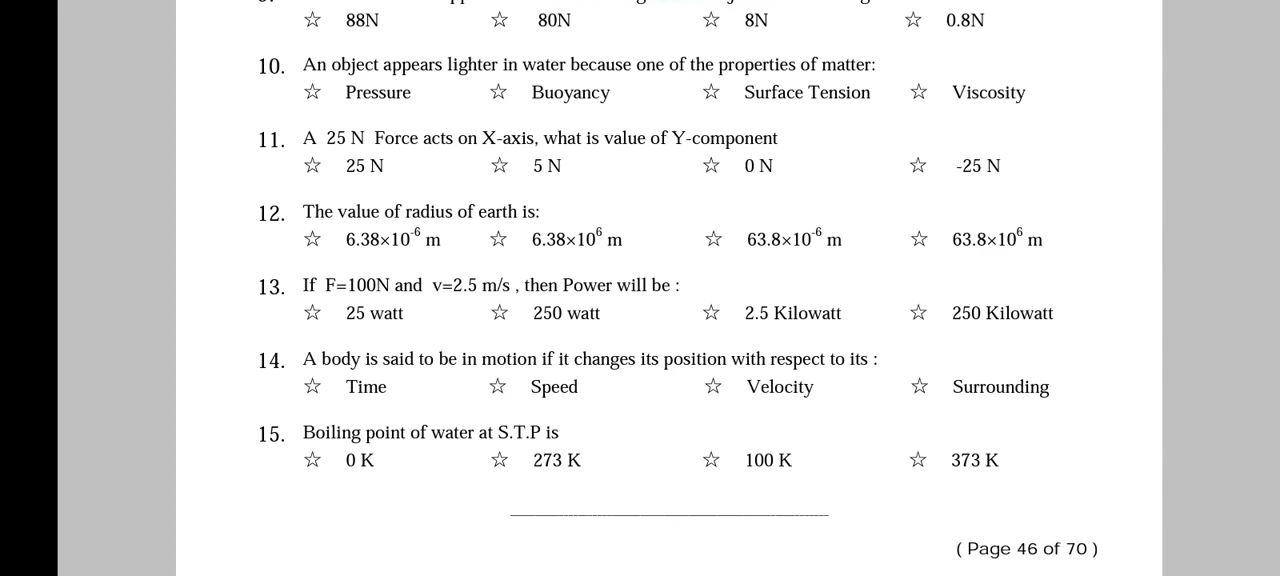 ☆ 88N ☆ 80N ☆ 8N ☆ 0.8N
10. An object appears lighter in water because one of the properties of matter:
☆ Pressure ☆ Buoyancy ☆ Surface Tension ☆ Viscosity
11. A 25 N Force acts on X-axis, what is value of Y-component
☆ 25 N ☆ 5 N ☆ 0 N ☆ -25 N
12. The value of radius of earth is:
☆ 6.38×10⁻⁶ m ☆ 6.38×10⁶ m ☆ 63.8×10⁻⁶ m ☆ 63.8×10⁶ m
13. If F=100N and v=2.5 m/s , then Power will be :
☆ 25 watt ☆ 250 watt ☆ 2.5 Kilowatt ☆ 250 Kilowatt
14. A body is said to be in motion if it changes its position with respect to its :
☆ Time ☆ Speed ☆ Velocity ☆ Surrounding
15. Boiling point of water at S.T.P is
☆ 0 K ☆ 273 K ☆ 100 K ☆ 373 K
( Page 46 of 70 )